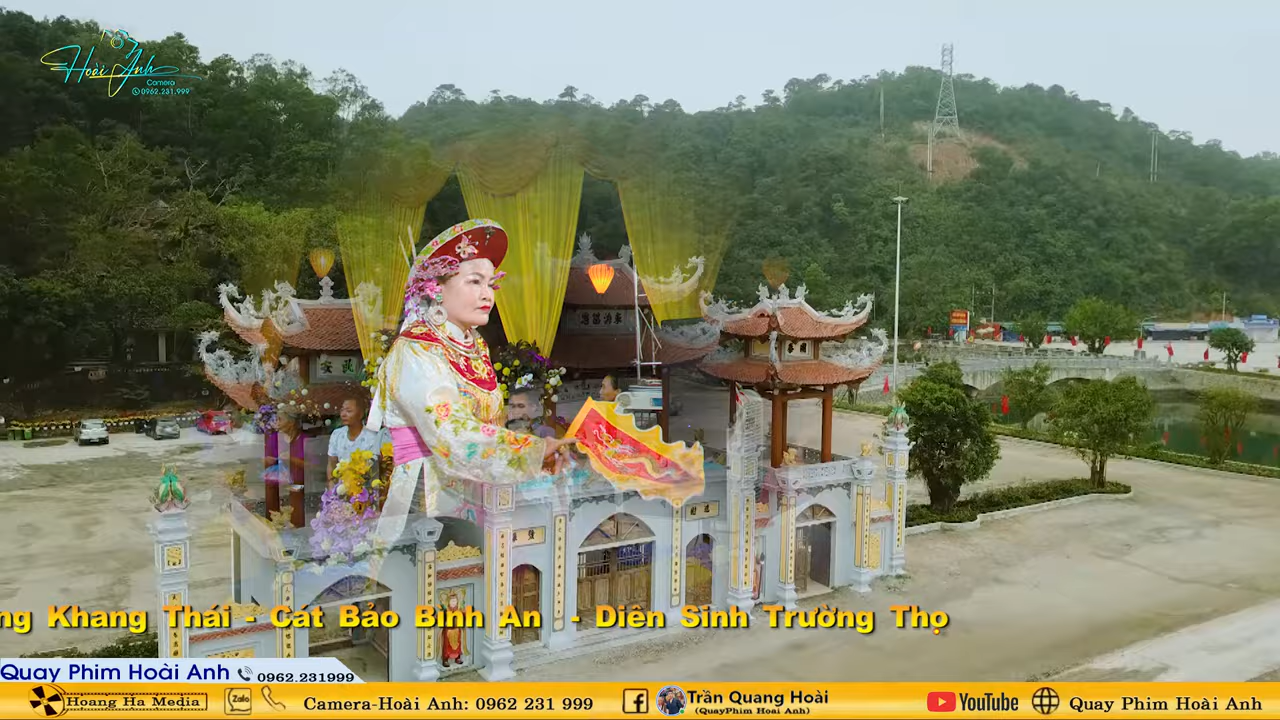 Hoài Anh
Camera
0962.231.999
ng Khang Thái - Cát Bảo Bình An - Diên Sinh Trường Thọ
Quay Phim Hoài Anh 0962.231999
Hoang Ha Media
Zalo
Camera-Hoài Anh: 0962 231 999
Trần Quang Hoài
(QuayPhim Hoai Anh)
YouTube
Quay Phim Hoài Anh